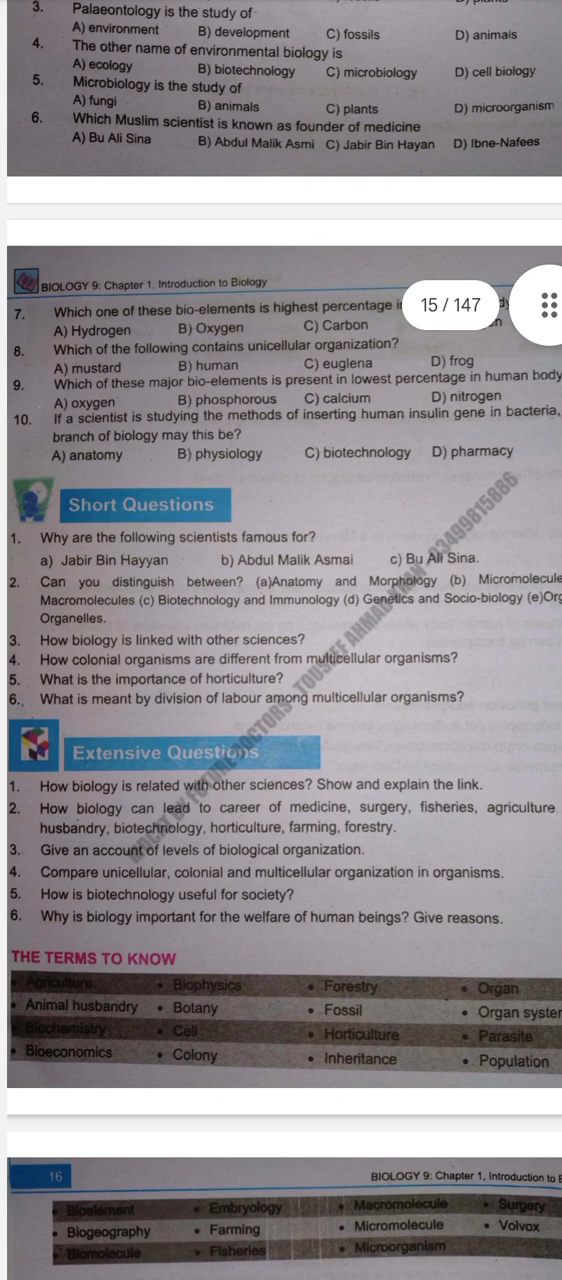 3. Palaeontology is the study of
A) environment B) development C) fossils D) animals
4. The other name of environmental biology is
A) ecology B) biotechnology C) microbiology D) cell biology
5. Microbiology is the study of
A) fungi B) animals C) plants D) microorganism
6. Which Muslim scientist is known as founder of medicine
A) Bu Ali Sina B) Abdul Malik Asmi C) Jabir Bin Hayan D) Ibne-Nafees
BIOLOGY 9: Chapter 1, Introduction to Biology
15 / 147
7. Which one of these bio-elements is highest percentage
A) Hydrogen B) Oxygen C) Carbon
8. Which of the following contains unicellular organization?
A) mustard B) human C) euglena D) frog
9. Which of these major bio-elements is present in lowest percentage in human body
A) oxygen B) phosphorous C) calcium D) nitrogen
10. If a scientist is studying the methods of inserting human insulin gene in bacteria,
branch of biology may this be?
A) anatomy B) physiology C) biotechnology D) pharmacy
Short Questions
1. Why are the following scientists famous for?
a) Jabir Bin Hayyan b) Abdul Malik Asmai c) Bu Ali Sina.
2. Can you distinguish between? (a)Anatomy and Morphology (b) Micromolecule
Macromolecules (c) Biotechnology and Immunology (d) Genetics and Socio-biology (e)Org
Organelles.
3. How biology is linked with other sciences?
4. How colonial organisms are different from multicellular organisms?
5. What is the importance of horticulture?
6., What is meant by division of labour among multicellular organisms?
Extensive Questions
1. How biology is related with other sciences? Show and explain the link.
2. How biology can lead to career of medicine, surgery, fisheries, agriculture
husbandry, biotechnology, horticulture, farming, forestry.
3. Give an account of levels of biological organization.
4. Compare unicellular, colonial and multicellular organization in organisms.
5. How is biotechnology useful for society?
6. Why is biology important for the welfare of human beings? Give reasons.
THE TERMS TO KNOW
• Agriculture • Biophysics • Forestry • Organ
• Animal husbandry • Botany • Fossil • Organ syster
• Biochemistry • Cell • Horticulture • Parasite
• Bioeconomics • Colony • Inheritance • Population
16 BIOLOGY 9: Chapter 1, Introduction to
• Bioelement • Embryology • Macromolecule • Surgery
• Biogeography • Farming • Micromolecule • Volvox
• Biomolecule • Fisheries • Microorganism